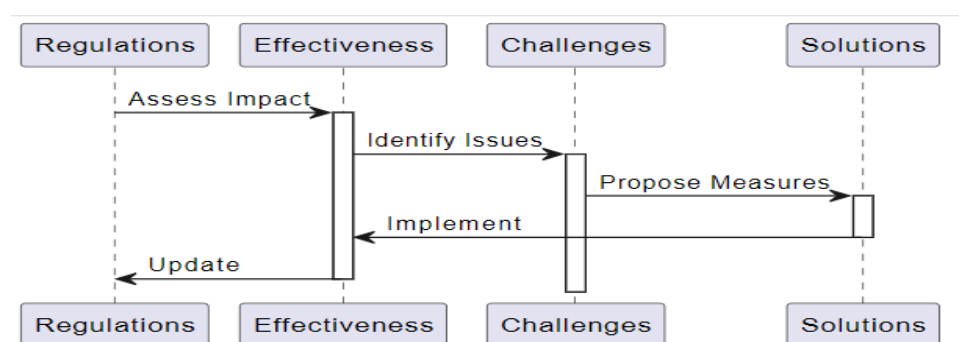 Regulations Effectiveness Challenges Solutions
Assess Impact
Identify Issues
Propose Measures
Implement
Update
Regulations Effectiveness Challenges Solutions